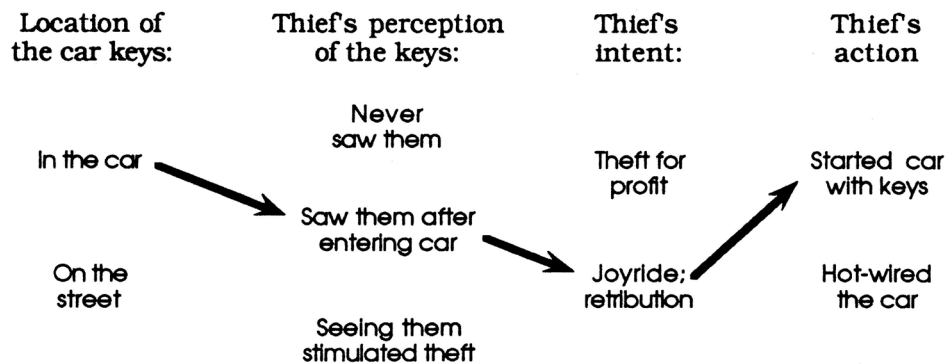 Location of
the car keys:
Thief's perception
of the keys:
Thief's
intent:
Thief's
action
Never
saw them
In the car
Theft for
profit
Started car
with keys
Saw them after
entering car
On the
street
Joyride;
retribution
Hot-wired
the car
Seeing them
stimulated theft